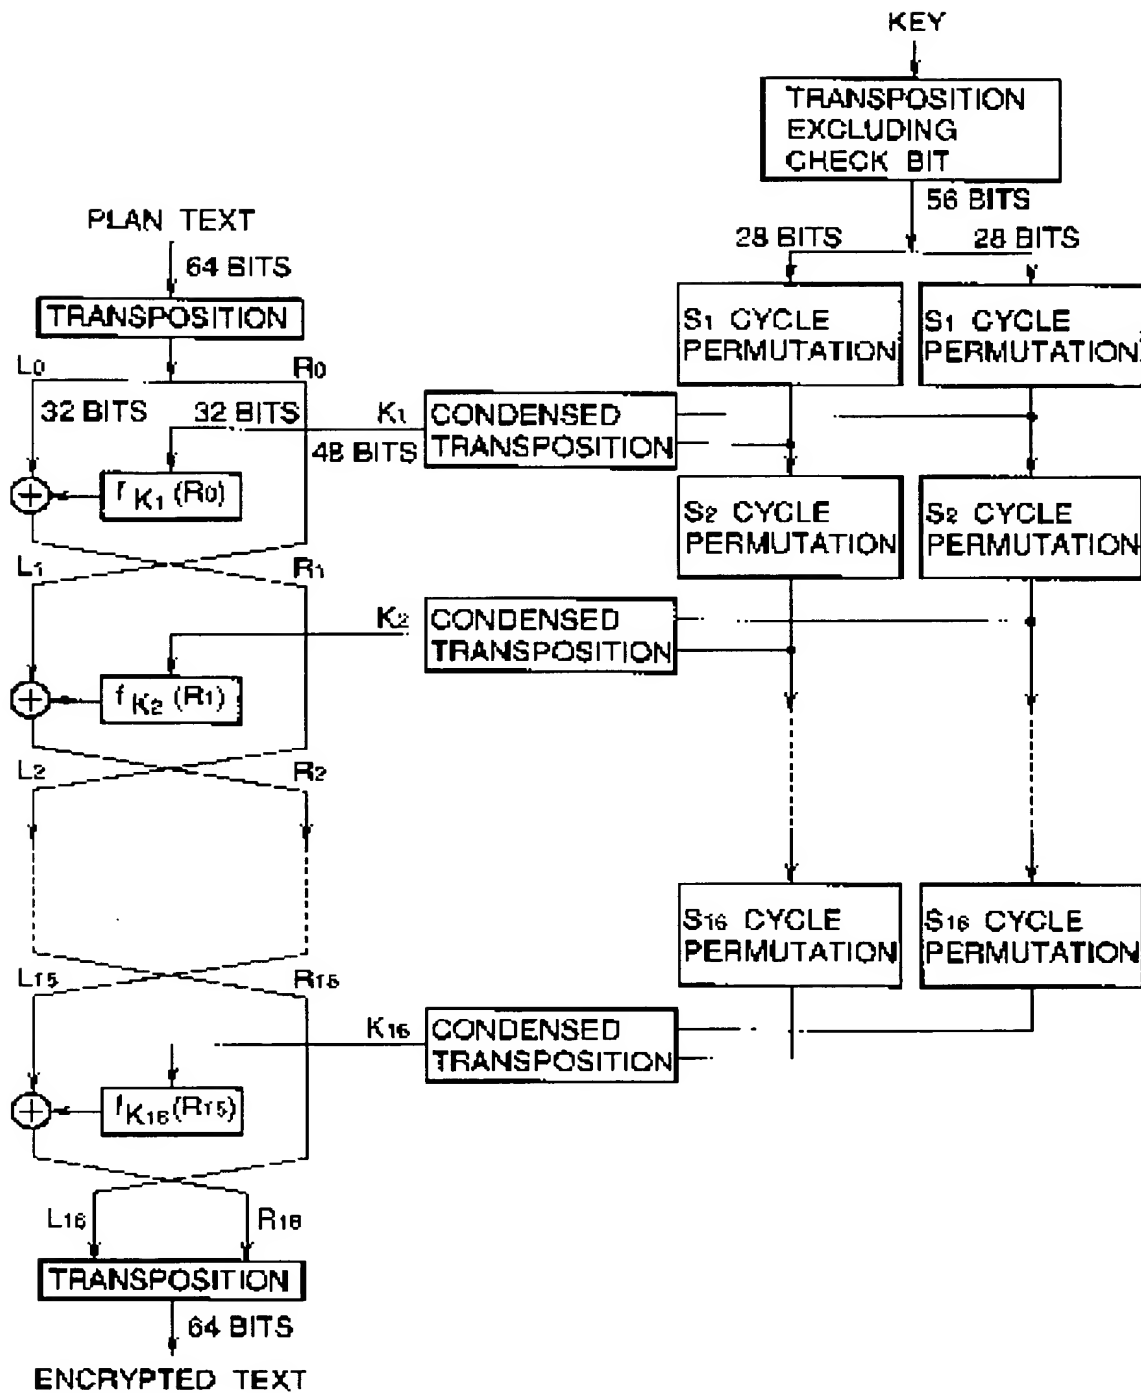 KEY
TRANSPOSITION
EXCLUDING
CHECK BIT
56 BITS
28 BITS 28 BITS
PLAN TEXT
64 BITS
TRANSPOSITION
S1 CYCLE
PERMUTATION
S1 CYCLE
PERMUTATION
L0 R0
32 BITS 32 BITS
K1
48 BITS
CONDENSED
TRANSPOSITION
fK1 (R0)
S2 CYCLE
PERMUTATION
S2 CYCLE
PERMUTATION
L1 R1
K2
CONDENSED
TRANSPOSITION
fK2 (R1)
L2 R2
S16 CYCLE
PERMUTATION
S16 CYCLE
PERMUTATION
L15 R15
K16
CONDENSED
TRANSPOSITION
fK16(R15)
L16 R16
TRANSPOSITION
64 BITS
ENCRYPTED TEXT